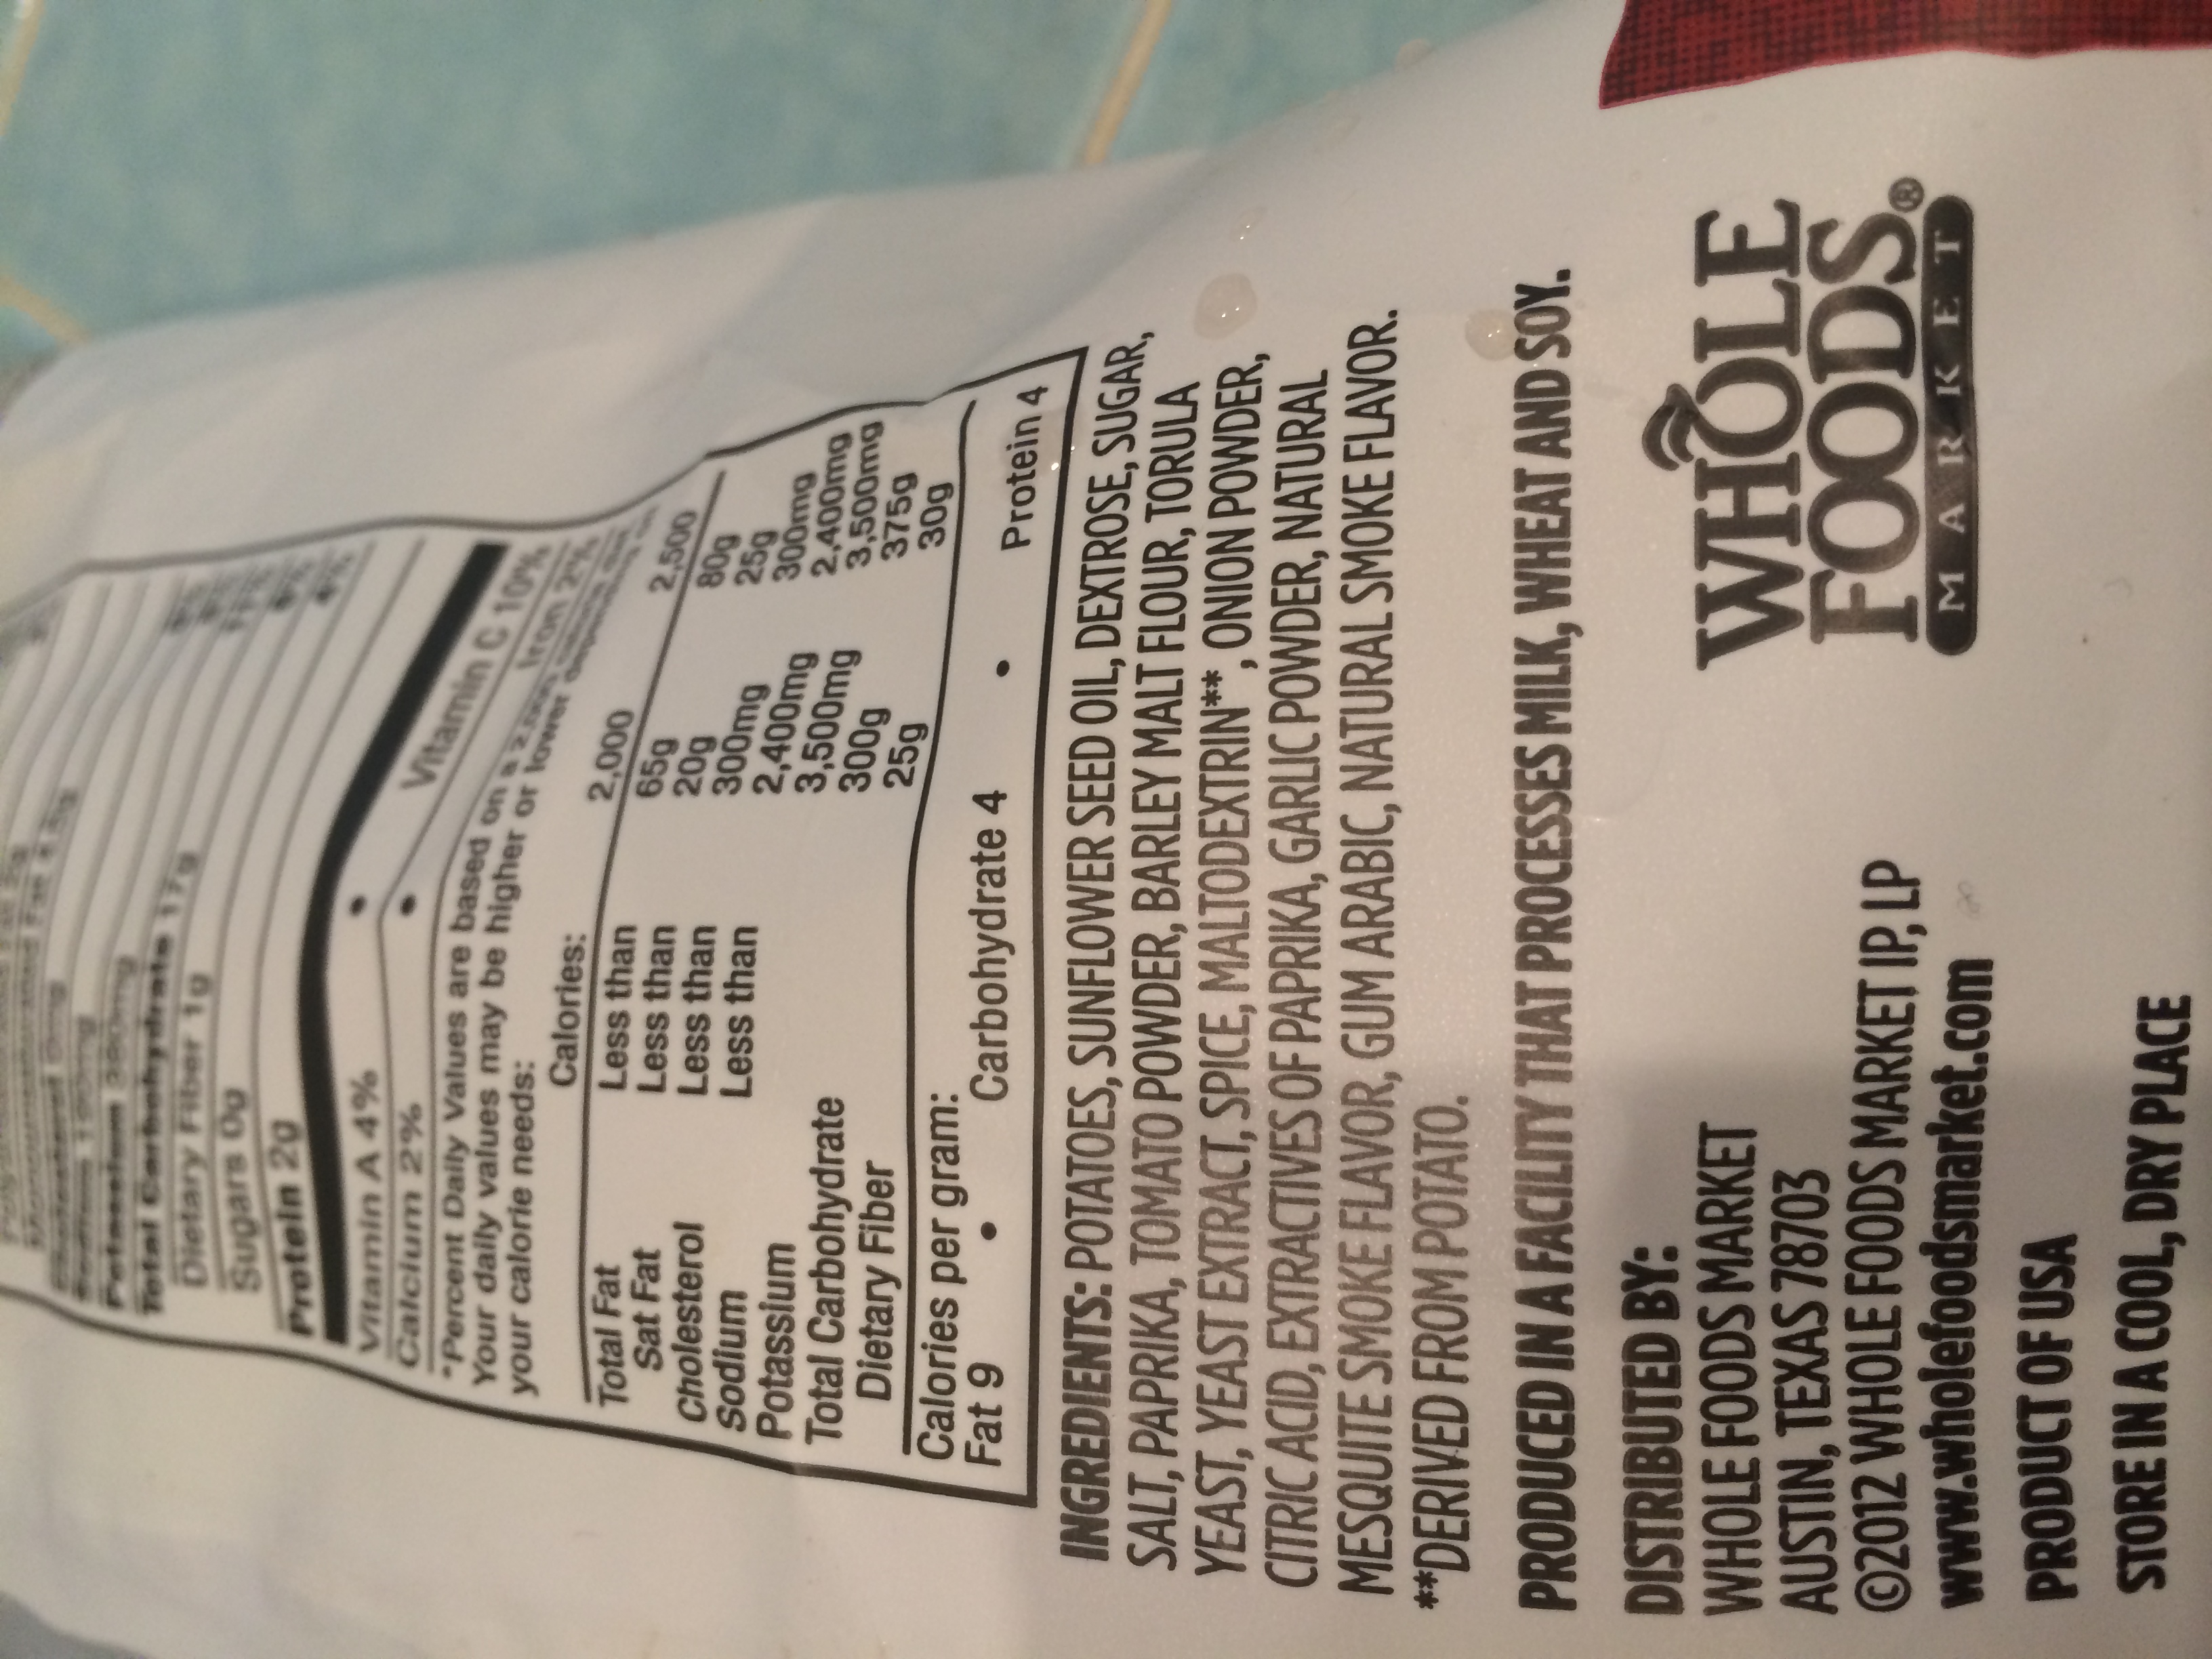 Total Carbohydrate 17g
Dietary Fiber 1g
Sugars 0g
Protein 2g
Vitamin A 4% • Vitamin C 10%
Calcium 2% • Iron 2%
*Percent Daily Values are based on a 2,000
Your daily values may be higher or lower
your calorie needs:
Calories: 2,000 2,500
Total Fat Less than 65g 80g
Sat Fat Less than 20g 25g
Cholesterol Less than 300mg 300mg
Sodium Less than 2,400mg 2,400mg
Potassium 3,500mg 3,500mg
Total Carbohydrate 300g 375g
Dietary Fiber 25g 30g
Calories per gram:
Fat 9 • Carbohydrate 4 • Protein 4
INGREDIENTS: POTATOES, SUNFLOWER SEED OIL, DEXTROSE, SUGAR,
SALT, PAPRIKA, TOMATO POWDER, BARLEY MALT FLOUR, TORULA
YEAST, YEAST EXTRACT, SPICE, MALTODEXTRIN**, ONION POWDER,
CITRIC ACID, EXTRACTIVES OF PAPRIKA, GARLIC POWDER, NATURAL
MESQUITE SMOKE FLAVOR, GUM ARABIC, NATURAL SMOKE FLAVOR.
**DERIVED FROM POTATO.
PRODUCED IN A FACILITY THAT PROCESSES MILK, WHEAT AND SOY.
DISTRIBUTED BY:
WHOLE FOODS MARKET
AUSTIN, TEXAS 78703
©2012 WHOLE FOODS MARKET IP, LP
www.wholefoodsmarket.com
PRODUCT OF USA
STORE IN A COOL, DRY PLACE
WHOLE
FOODS®
MARKET